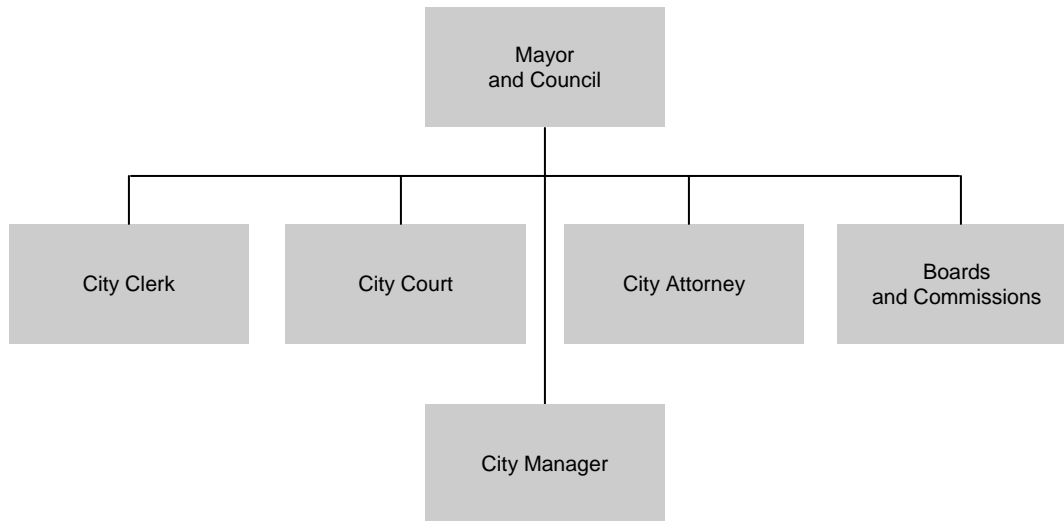 Mayor
and Council
City Clerk
City Court
City Attorney
Boards
and Commissions
City Manager